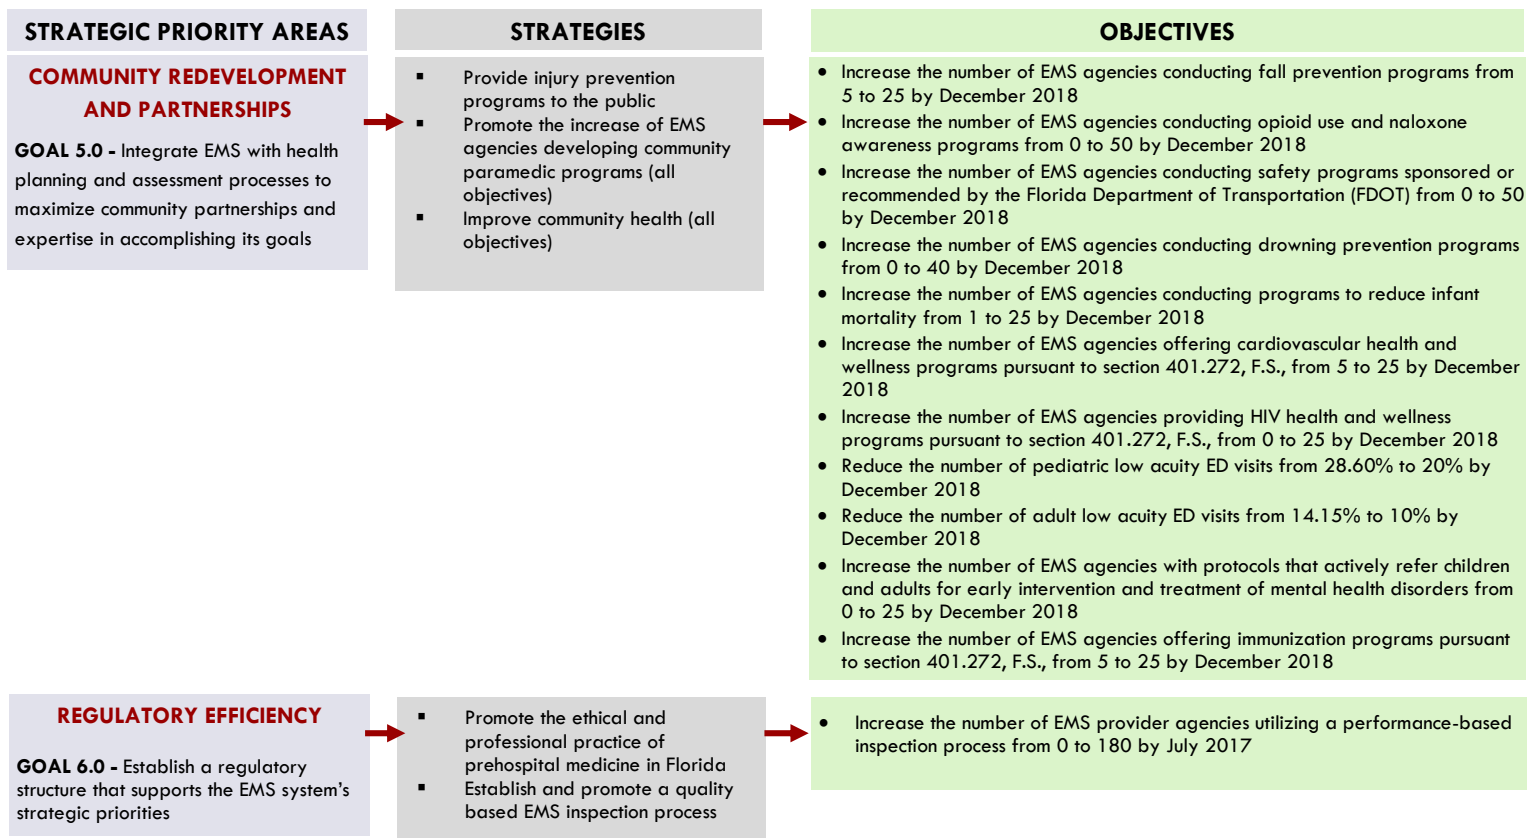 STRATEGIC PRIORITY AREAS
STRATEGIES
OBJECTIVES
COMMUNITY REDEVELOPMENT
AND PARTNERSHIPS
GOAL 5.0 - Integrate EMS with health
planning and assessment processes to
maximize community partnerships and
expertise in accomplishing its goals
▪ Provide injury prevention
programs to the public
▪ Promote the increase of EMS
agencies developing community
paramedic programs (all
objectives)
▪ Improve community health (all
objectives)
• Increase the number of EMS agencies conducting fall prevention programs from
5 to 25 by December 2018
• Increase the number of EMS agencies conducting opioid use and naloxone
awareness programs from 0 to 50 by December 2018
• Increase the number of EMS agencies conducting safety programs sponsored or
recommended by the Florida Department of Transportation (FDOT) from 0 to 50
by December 2018
• Increase the number of EMS agencies conducting drowning prevention programs
from 0 to 40 by December 2018
• Increase the number of EMS agencies conducting programs to reduce infant
mortality from 1 to 25 by December 2018
• Increase the number of EMS agencies offering cardiovascular health and
wellness programs pursuant to section 401.272, F.S., from 5 to 25 by December
2018
• Increase the number of EMS agencies providing HIV health and wellness
programs pursuant to section 401.272, F.S., from 0 to 25 by December 2018
• Reduce the number of pediatric low acuity ED visits from 28.60% to 20% by
December 2018
• Reduce the number of adult low acuity ED visits from 14.15% to 10% by
December 2018
• Increase the number of EMS agencies with protocols that actively refer children
and adults for early intervention and treatment of mental health disorders from
0 to 25 by December 2018
• Increase the number of EMS agencies offering immunization programs pursuant
to section 401.272, F.S., from 5 to 25 by December 2018
REGULATORY EFFICIENCY
GOAL 6.0 - Establish a regulatory
structure that supports the EMS system's
strategic priorities
▪ Promote the ethical and
professional practice of
prehospital medicine in Florida
▪ Establish and promote a quality
based EMS inspection process
• Increase the number of EMS provider agencies utilizing a performance-based
inspection process from 0 to 180 by July 2017